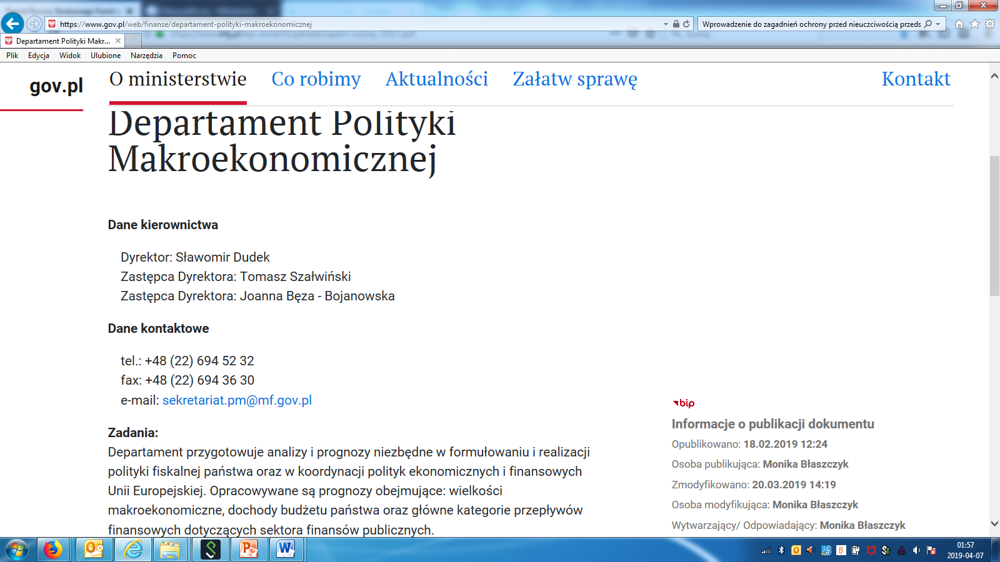 https://www.gov.pl/web/finanse/departament-polityki-makroekonomicznej
Wprowadzenie do zagadnień ochrony przed nieuczciwością przeds
Departament Polityki Makr...
Plik Edycja Widok Ulubione Narzędzia Pomoc
gov.pl
O ministerstwie Co robimy Aktualności Załatw sprawę Kontakt
Departament Polityki
Makroekonomicznej
Dane kierownictwa
Dyrektor: Sławomir Dudek
Zastępca Dyrektora: Tomasz Szałwiński
Zastępca Dyrektora: Joanna Bęza - Bojanowska
Dane kontaktowe
tel.: +48 (22) 694 52 32
fax: +48 (22) 694 36 30
e-mail: sekretariat.pm@mf.gov.pl
Zadania:
Departament przygotowuje analizy i prognozy niezbędne w formułowaniu i realizacji
polityki fiskalnej państwa oraz w koordynacji polityk ekonomicznych i finansowych
Unii Europejskiej. Opracowywane są prognozy obejmujące: wielkości
makroekonomiczne, dochody budżetu państwa oraz główne kategorie przepływów
finansowych dotyczących sektora finansów publicznych.
bip
Informacje o publikacji dokumentu
Opublikowano: 18.02.2019 12:24
Osoba publikująca: Monika Błaszczyk
Zmodyfikowano: 20.03.2019 14:19
Osoba modyfikująca: Monika Błaszczyk
Wytwarzający/ Odpowiadający: Monika Błaszczyk
01:57
2019-04-07